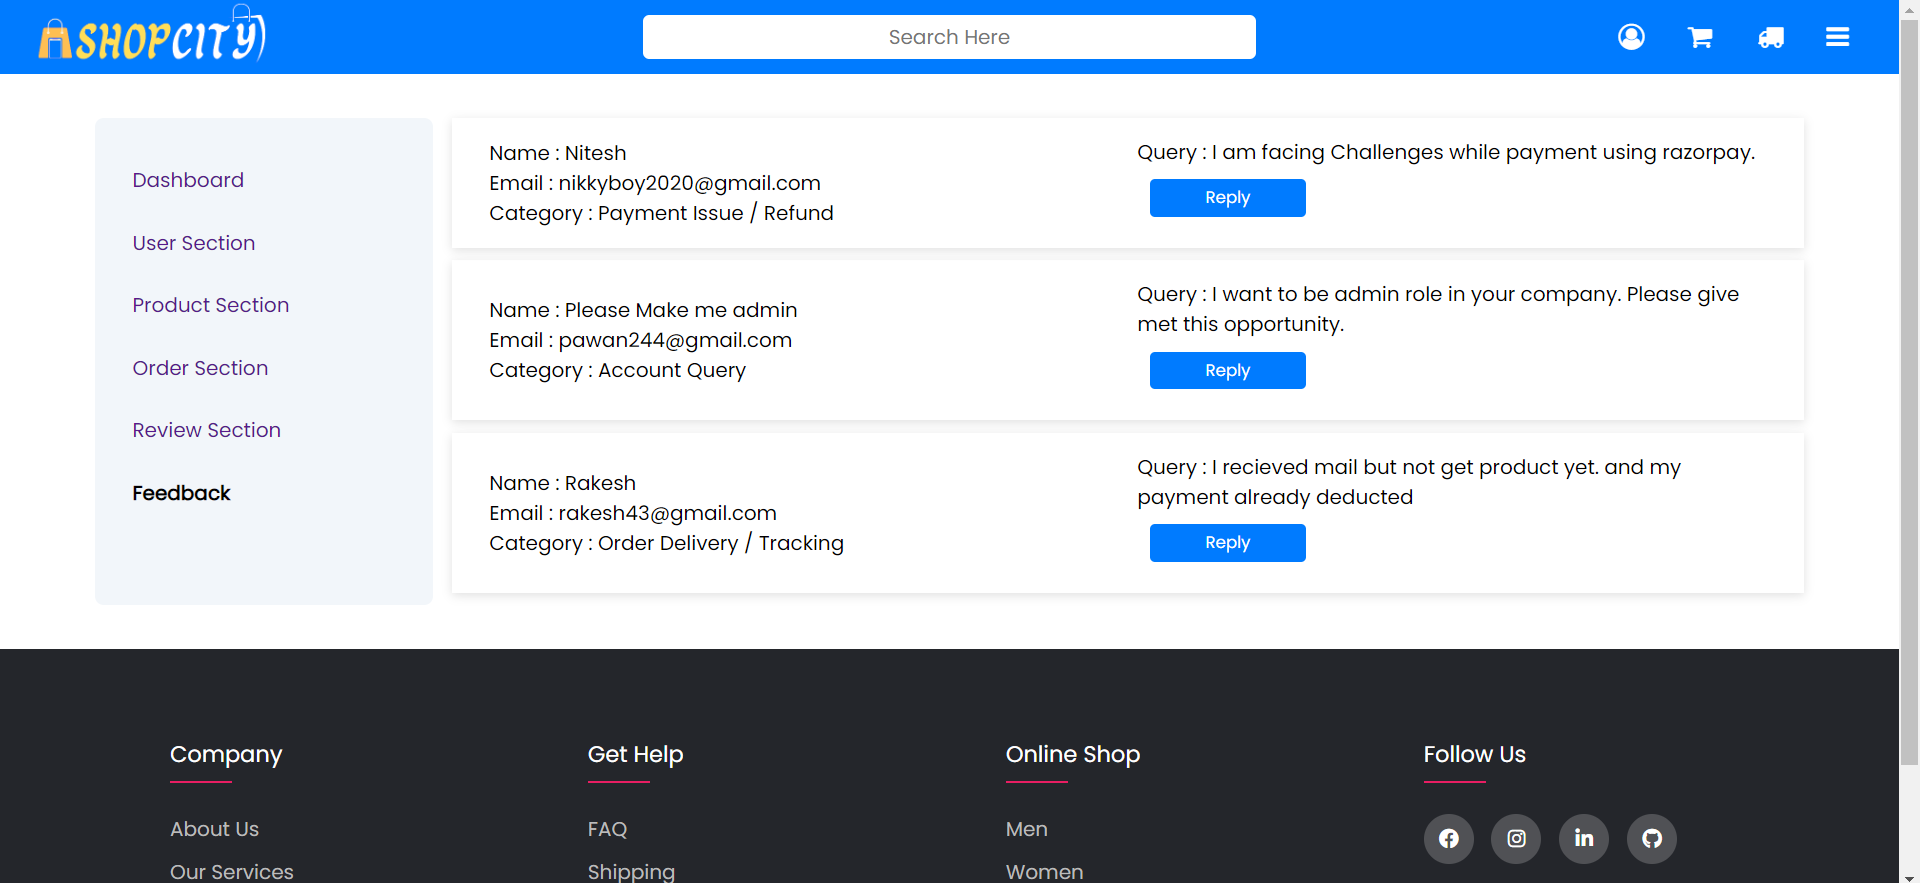 SHOPCITY
Search Here
Dashboard
User Section
Product Section
Order Section
Review Section
Feedback
Name : Nitesh
Email : nikkyboy2020@gmail.com
Category : Payment Issue / Refund
Query : I am facing Challenges while payment using razorpay.
Reply
Name : Please Make me admin
Email : pawan244@gmail.com
Category : Account Query
Query : I want to be admin role in your company. Please give
met this opportunity.
Reply
Name : Rakesh
Email : rakesh43@gmail.com
Category : Order Delivery / Tracking
Query : I recieved mail but not get product yet. and my
payment already deducted
Reply
Company
About Us
Our Services
Get Help
FAQ
Shipping
Online Shop
Men
Women
Follow Us